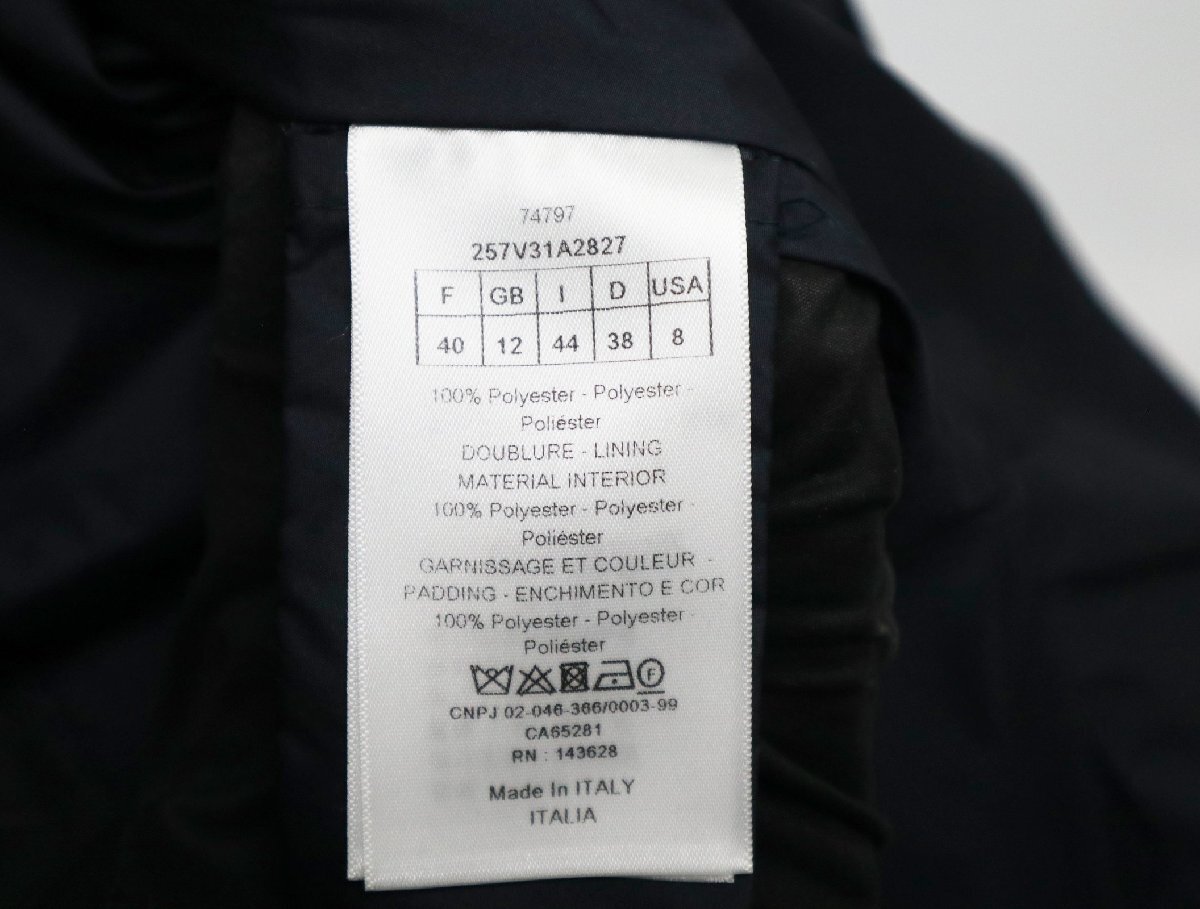 74797
257V31A2827
F GB I D USA
40 12 44 38 8
100% Polyester - Polyester -
Poliéster
DOUBLURE - LINING
MATERIAL INTERIOR
100% Polyester - Polyester -
Poliéster
GARNISSAGE ET COULEUR -
PADDING - ENCHIMENTO E COR
100% Polyester - Polyester -
Poliéster
F
CNPJ 02-046-366/0003-99
CA65281
RN : 143628
Made In ITALY
ITALIA